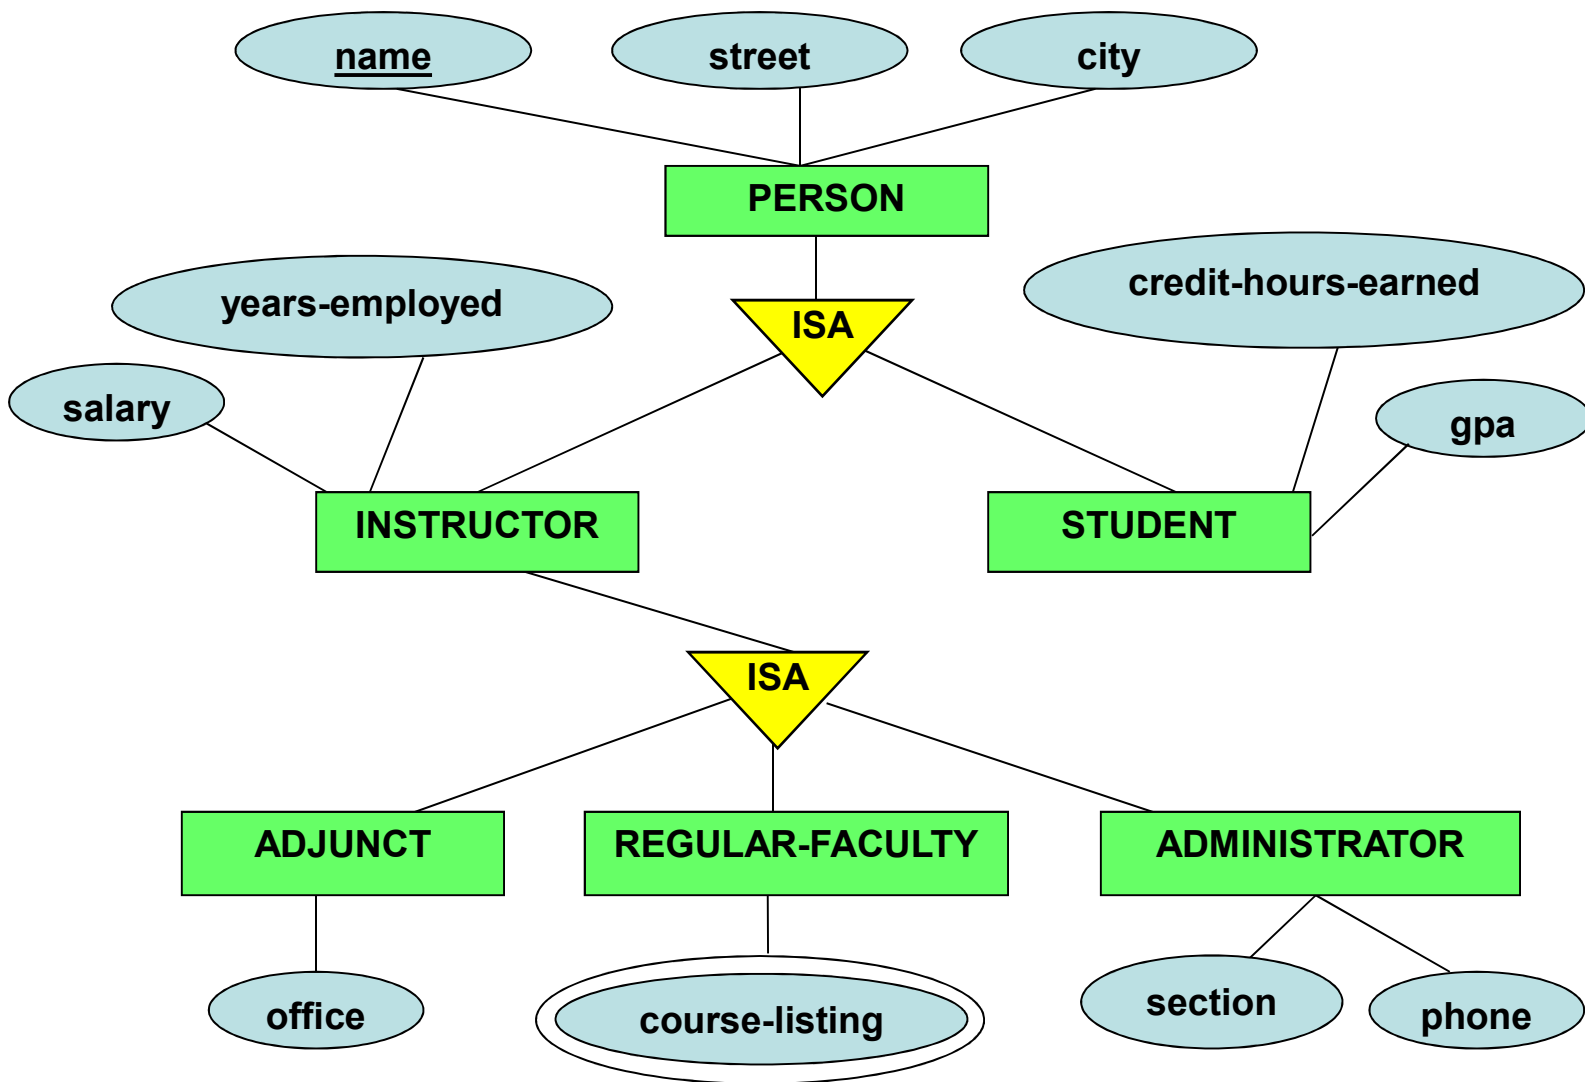 name
street
city
PERSON
years-employed
credit-hours-earned
ISA
salary
gpa
INSTRUCTOR
STUDENT
ISA
ADJUNCT
REGULAR-FACULTY
ADMINISTRATOR
office
course-listing
section
phone